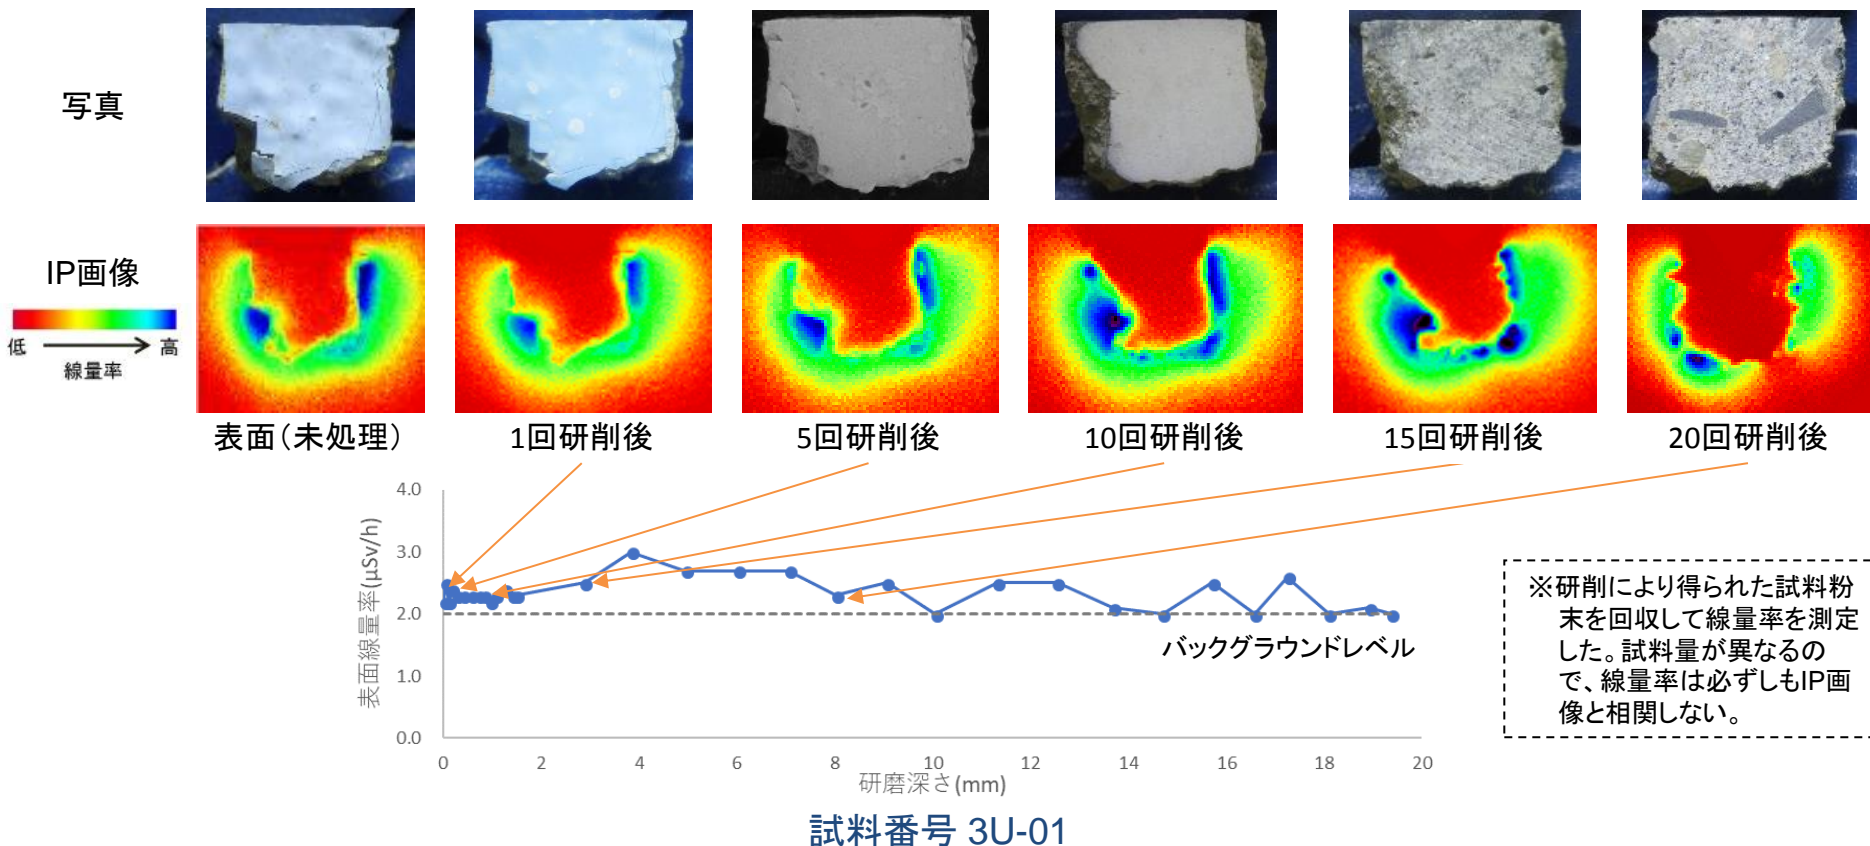 写真
IP画像
低
高
線量率
表面（未処理）
1回研削後
5回研削後
10回研削後
15回研削後
20回研削後
表面線量率(μSv/h)
4.0
3.0
2.0
1.0
0.0
バックグラウンドレベル
0 2 4 6 8 10 12 14 16 18 20
研磨深さ(mm)
※研削により得られた試料粉
末を回収して線量率を測定
した。試料量が異なるの
で、線量率は必ずしもIP画
像と相関しない。
試料番号 3U-01